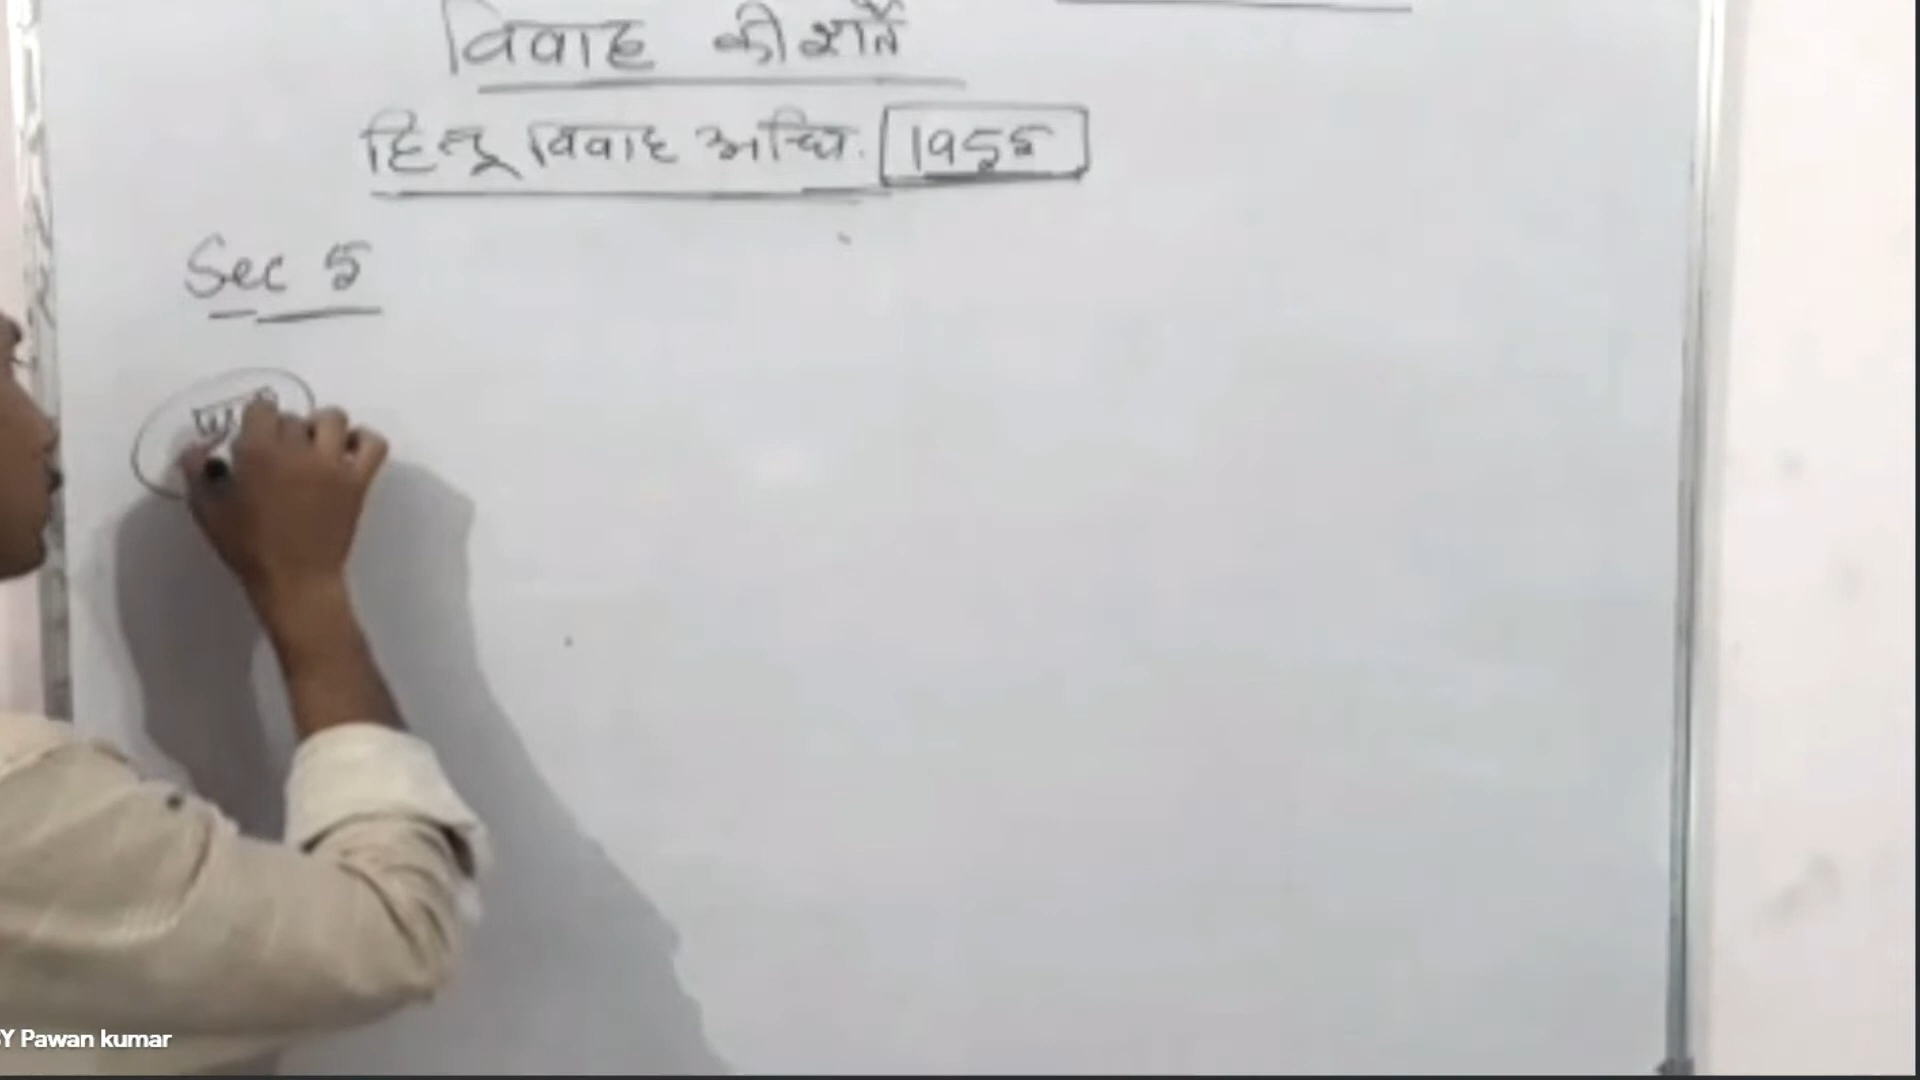 विवाह की शर्तें
हिन्दू विवाह अधि. 1955
Sec 5
Y Pawan kumar